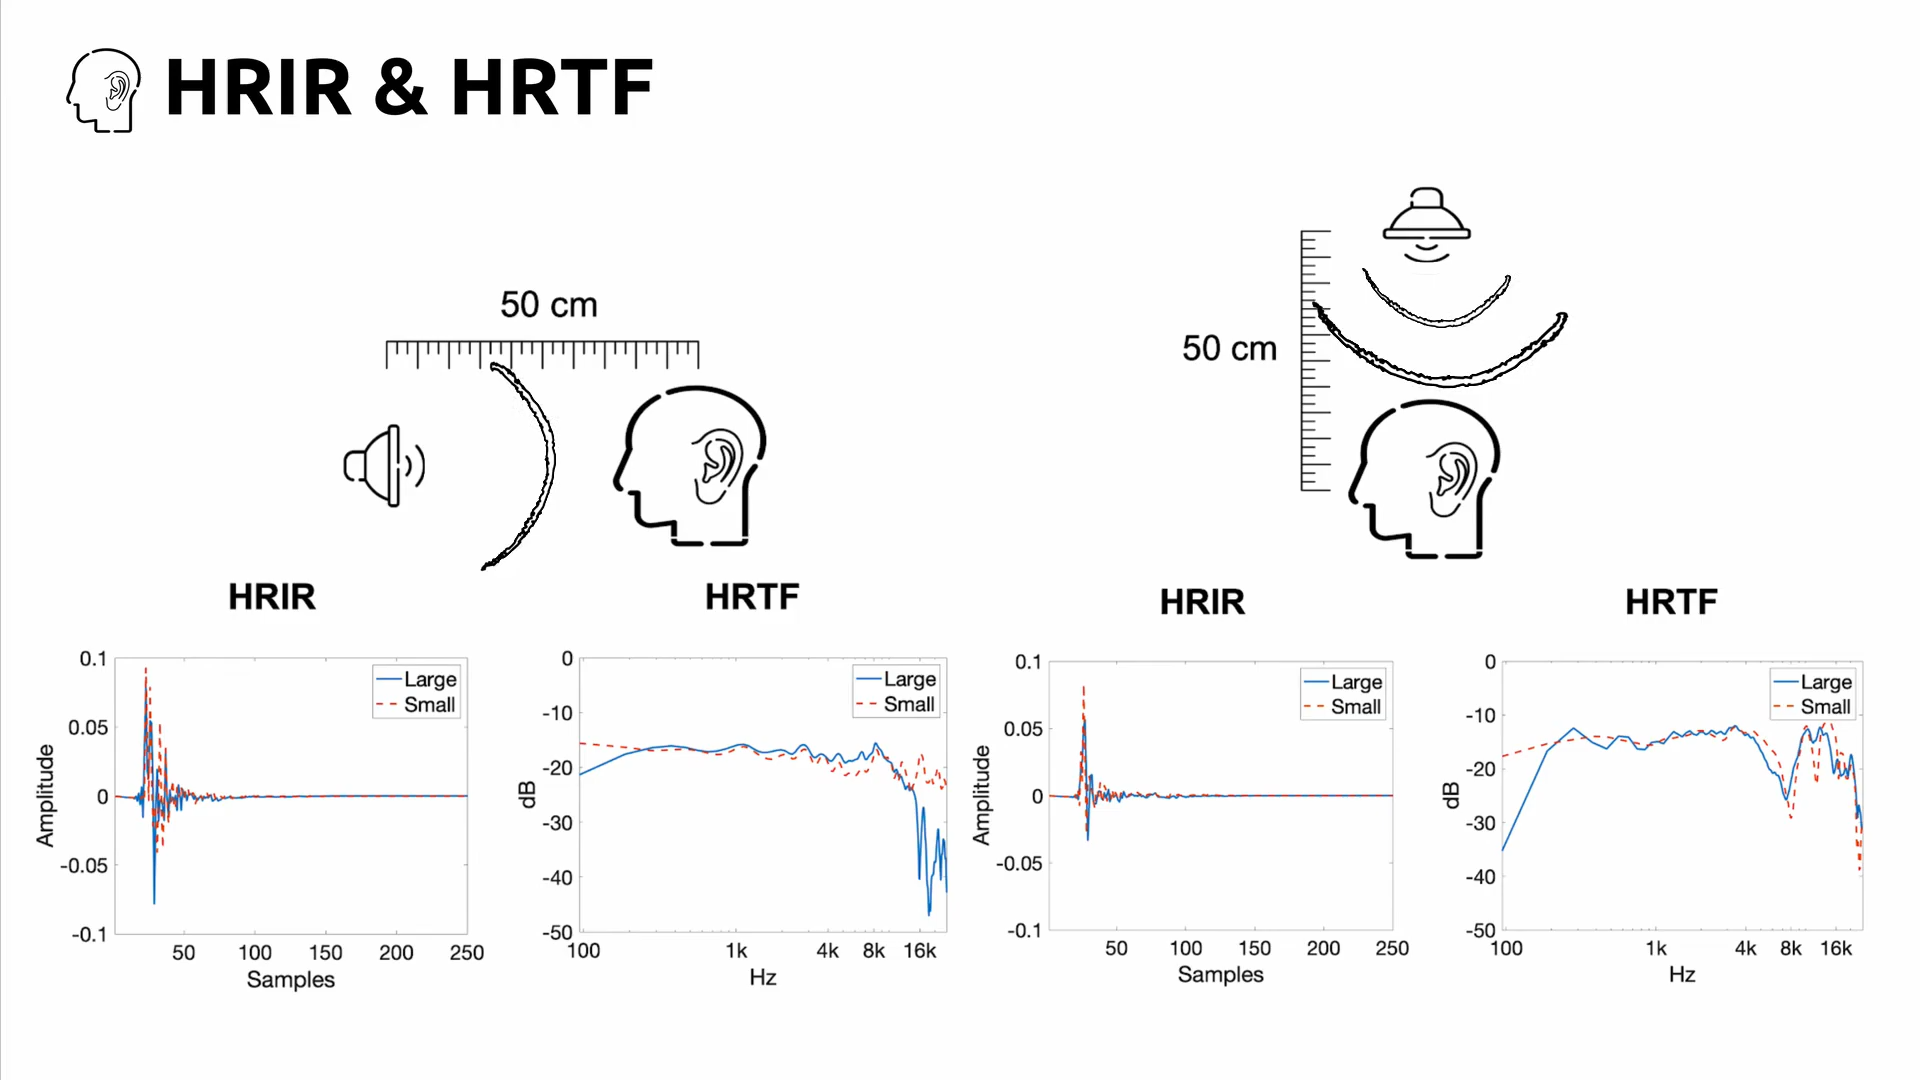 HRIR & HRTF
50 cm
50 cm
HRIR
HRTF
HRIR
HRTF
0.1
0.05
0
-0.05
-0.1
Amplitude
Large
Small
50 100 150 200 250
Samples
0
-10
-20
-30
-40
-50
dB
Large
Small
100 1k 4k 8k 16k
Hz
0.1
0.05
0
-0.05
-0.1
Amplitude
Large
Small
50 100 150 200 250
Samples
0
-10
-20
-30
-40
-50
dB
Large
Small
100 1k 4k 8k 16k
Hz